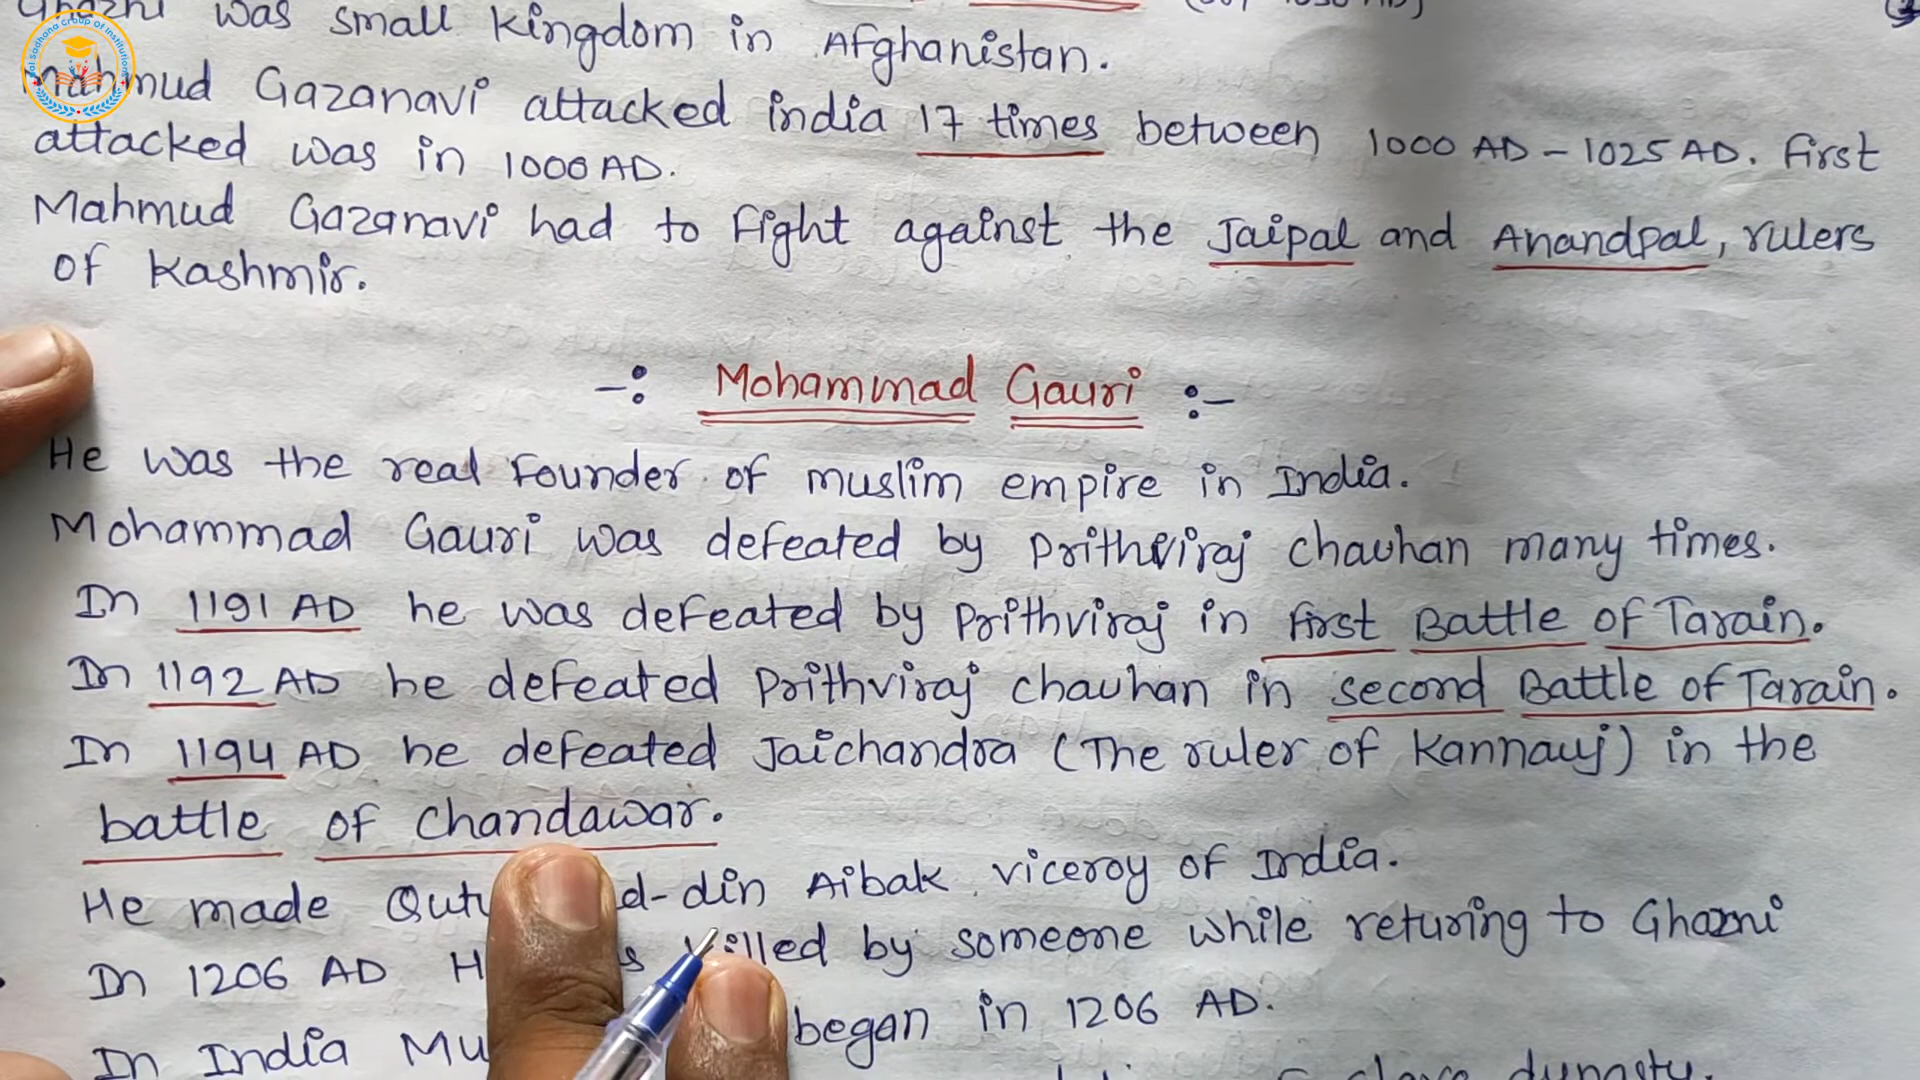 Ghazni was small kingdom in Afghanistan.
Mahmud Gazanavi attacked india 17 times between 1000 AD - 1025 AD. First
attacked was in 1000 AD.
Mahmud Gazanavi had to fight against the Jaipal and Anandpal, rulers
of Kashmir.
-: Mohammad Gauri :-
He was the real founder of muslim empire in India.
Mohammad Gauri was defeated by Prithviraj Chauhan many times.
In 1191 AD he was defeated by Prithviraj in first Battle of Tarain.
In 1192 AD he defeated Prithviraj Chauhan in second Battle of Tarain.
In 1194 AD he defeated Jaichandra (The ruler of Kannauj) in the
battle of Chandawar.
He made d-din Aibak viceroy of India.
In 1206 AD killed by someone while returing to Ghazni
In India began in 1206 AD.
slave dynasty.